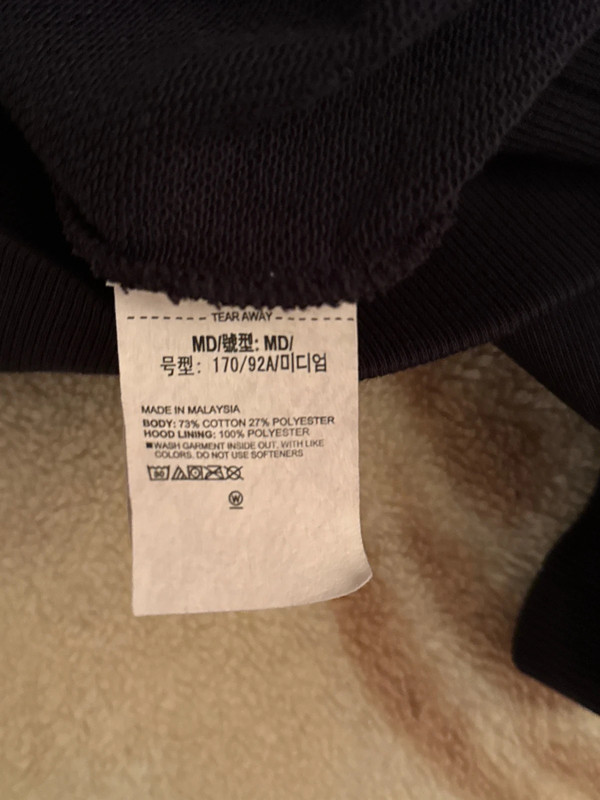 TEAR AWAY
MD/號型: MD/
号型: 170/92A/미디엄
MADE IN MALAYSIA
BODY: 73% COTTON 27% POLYESTER
HOOD LINING: 100% POLYESTER
■WASH GARMENT INSIDE OUT, WITH LIKE
COLORS. DO NOT USE SOFTENERS
W